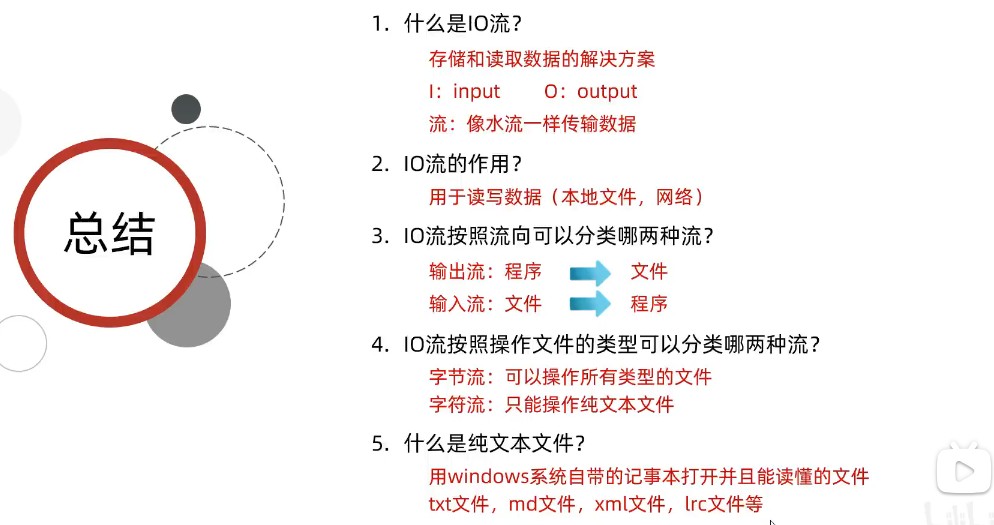 总结
1. 什么是IO流？
存储和读取数据的解决方案
I：input O：output
流：像水流一样传输数据
2. IO流的作用？
用于读写数据（本地文件，网络）
3. IO流按照流向可以分类哪两种流？
输出流：程序 文件
输入流：文件 程序
4. IO流按照操作文件的类型可以分类哪两种流？
字节流：可以操作所有类型的文件
字符流：只能操作纯文本文件
5. 什么是纯文本文件？
用windows系统自带的记事本打开并且能读懂的文件
txt文件，md文件，xml文件，lrc文件等